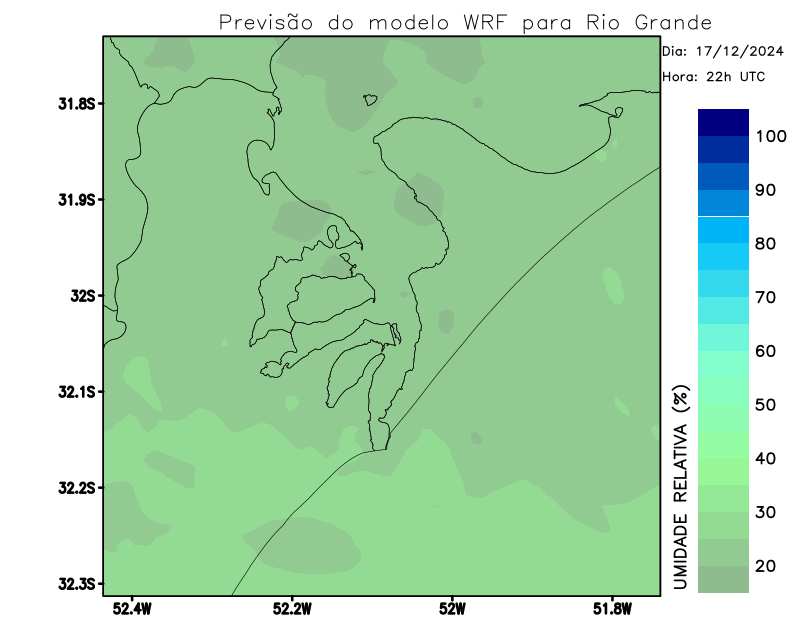 Previsão do modelo WRF para Rio Grande
Dia: 17/12/2024
Hora: 22h UTC
31.8S
31.9S
32S
32.1S
32.2S
32.3S
52.4W
52.2W
52W
51.8W
UMIDADE RELATIVA (%)
100
90
80
70
60
50
40
30
20